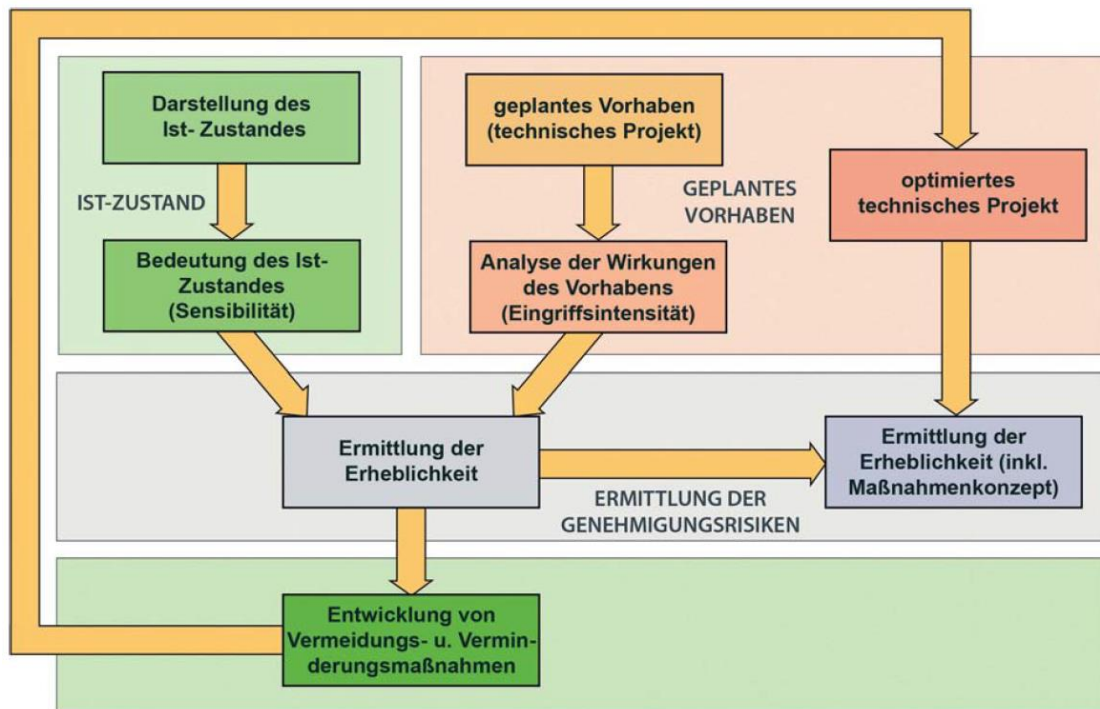 Darstellung des
Ist- Zustandes
geplantes Vorhaben
(technisches Projekt)
IST-ZUSTAND
GEPLANTES
VORHABEN
optimiertes
technisches Projekt
Bedeutung des Ist-
Zustandes
(Sensibilität)
Analyse der Wirkungen
des Vorhabens
(Eingriffsintensität)
Ermittlung der
Erheblichkeit
Ermittlung der
Erheblichkeit (inkl.
Maßnahmenkonzept)
ERMITTLUNG DER
GENEHMIGUNGSRISIKEN
Entwicklung von
Vermeidungs- u. Vermin-
derungsmaßnahmen